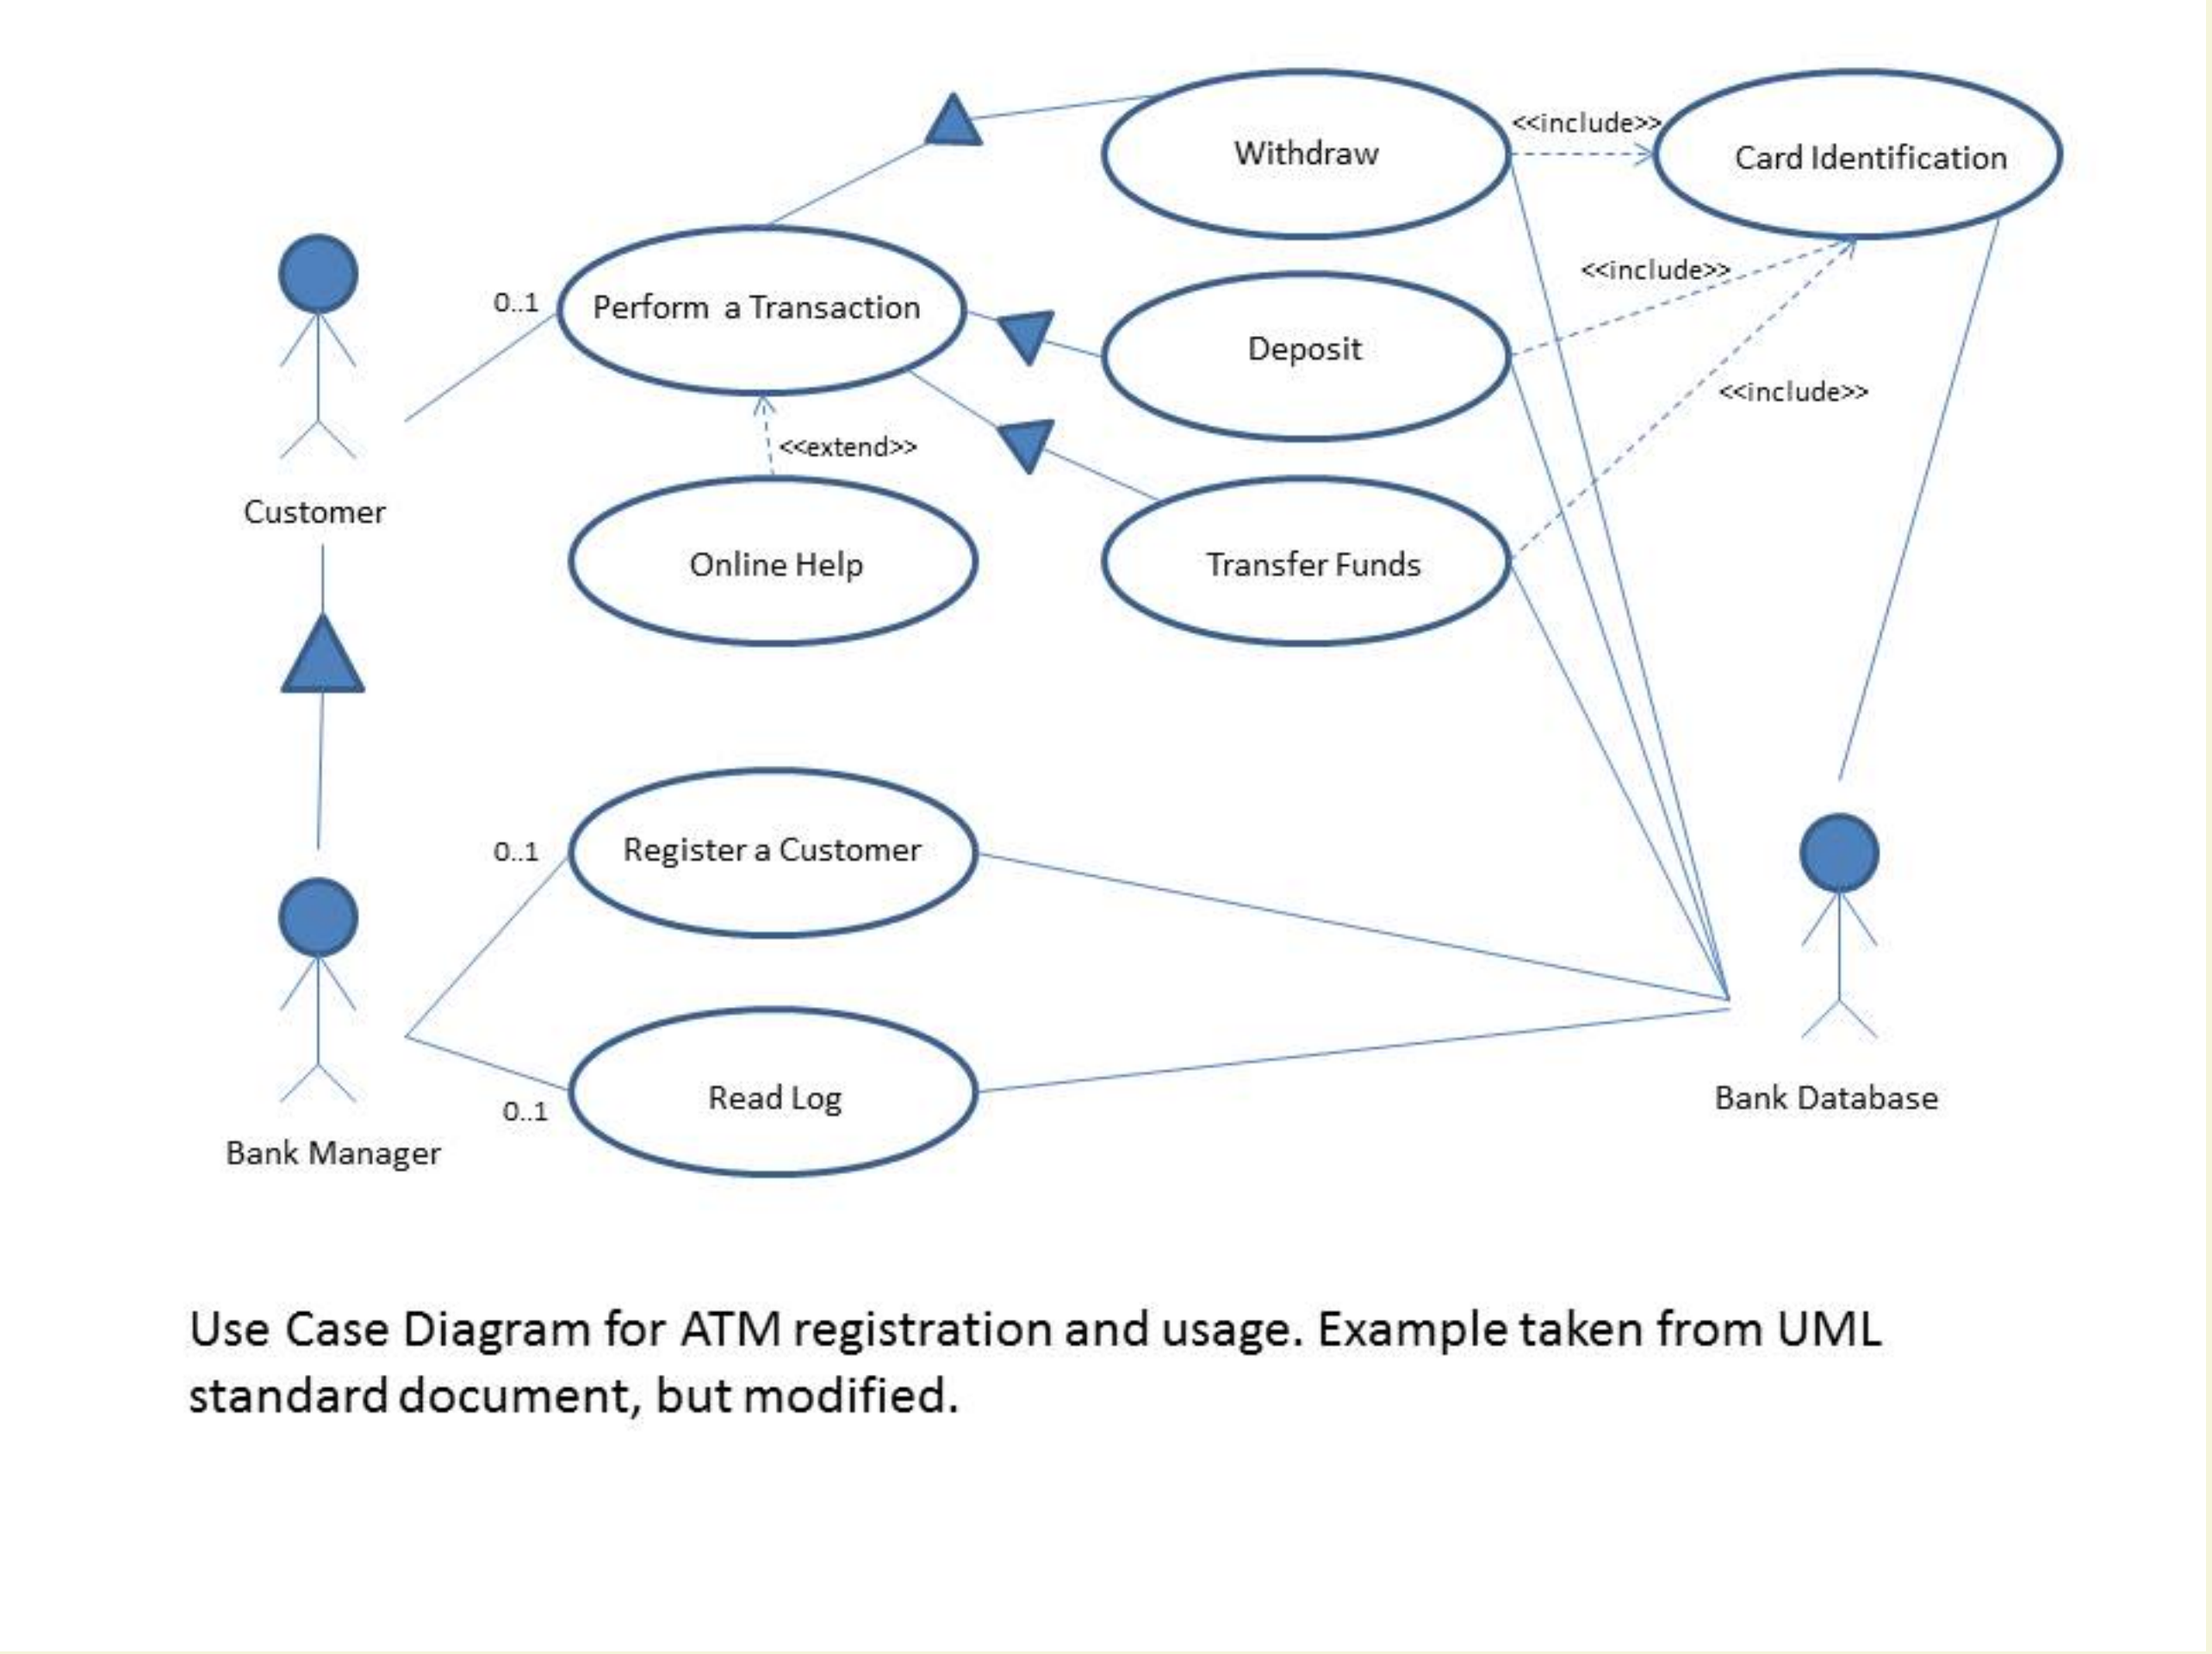 <<include>>
Withdraw
Card Identification
<<include>>
0..1
Perform a Transaction
Deposit
<<include>>
<<extend>>
Customer
Online Help
Transfer Funds
0..1
Register a Customer
Read Log
0..1
Bank Database
Bank Manager
Use Case Diagram for ATM registration and usage. Example taken from UML
standard document, but modified.